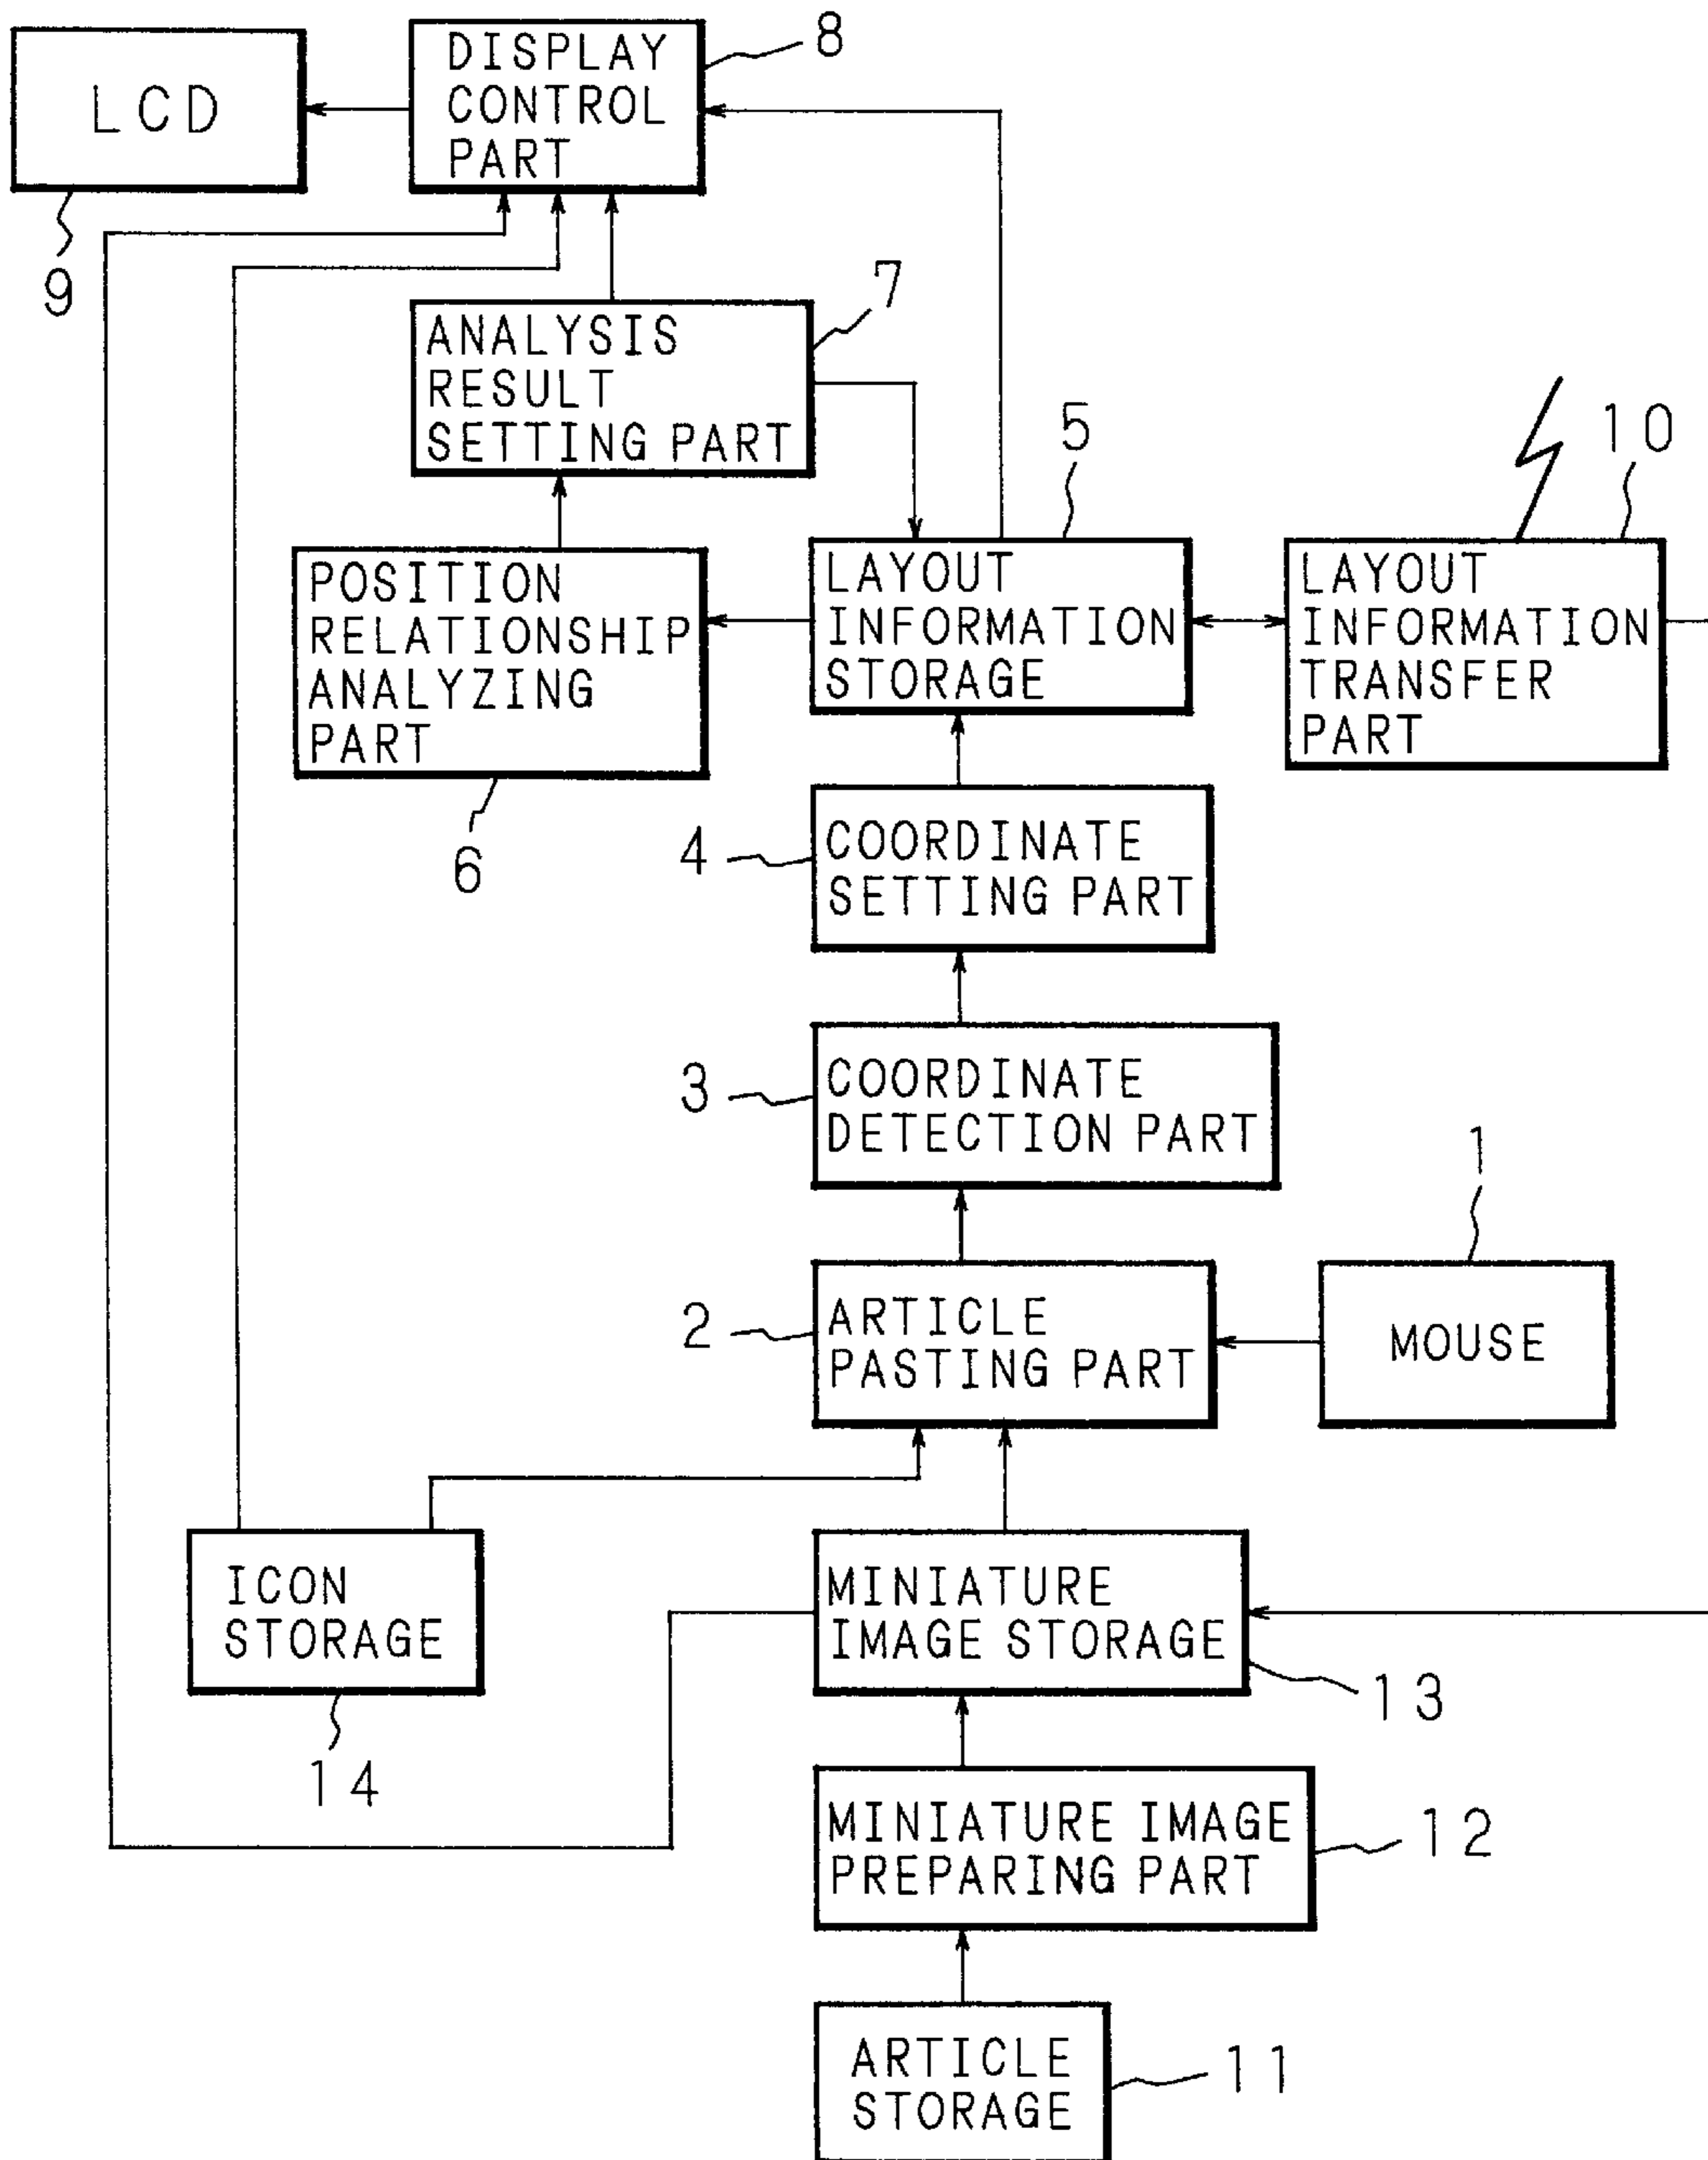 LCD
9
DISPLAY
CONTROL
PART
8
ANALYSIS
RESULT
SETTING PART
7
POSITION
RELATIONSHIP
ANALYZING
PART
6
LAYOUT
INFORMATION
STORAGE
5
LAYOUT
INFORMATION
TRANSFER
PART
10
COORDINATE
SETTING PART
4
COORDINATE
DETECTION PART
3
ARTICLE
PASTING PART
2
MOUSE
1
ICON
STORAGE
14
MINIATURE
IMAGE STORAGE
13
MINIATURE IMAGE
PREPARING PART
12
ARTICLE
STORAGE
11